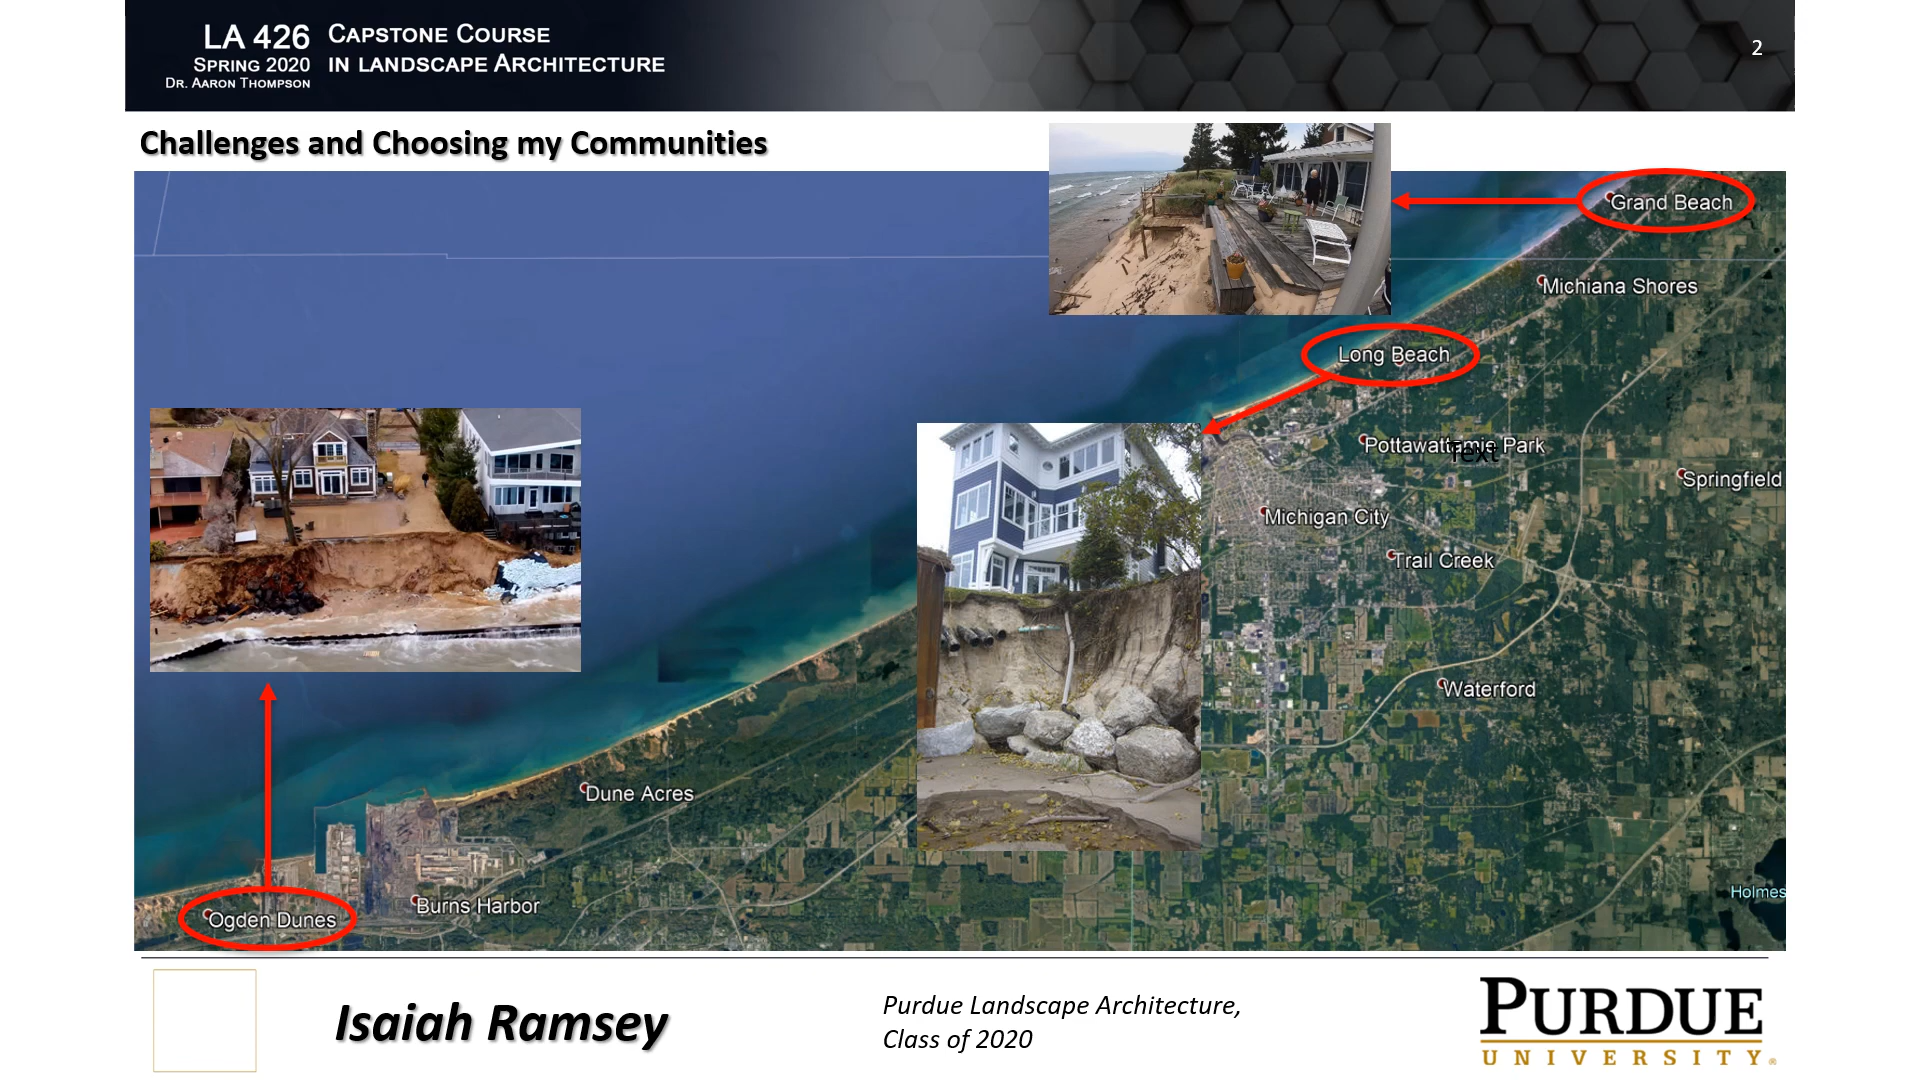 LA 426
SPRING 2020
DR. AARON THOMPSON
CAPSTONE COURSE
IN LANDSCAPE ARCHITECTURE
2
Challenges and Choosing my Communities
Grand Beach
Michiana Shores
Long Beach
Pottawattamie Park
Text
Springfield
Michigan City
Trail Creek
Waterford
Dune Acres
Holmes
Burns Harbor
Ogden Dunes
Isaiah Ramsey
Purdue Landscape Architecture,
Class of 2020
PURDUE
UNIVERSITY®